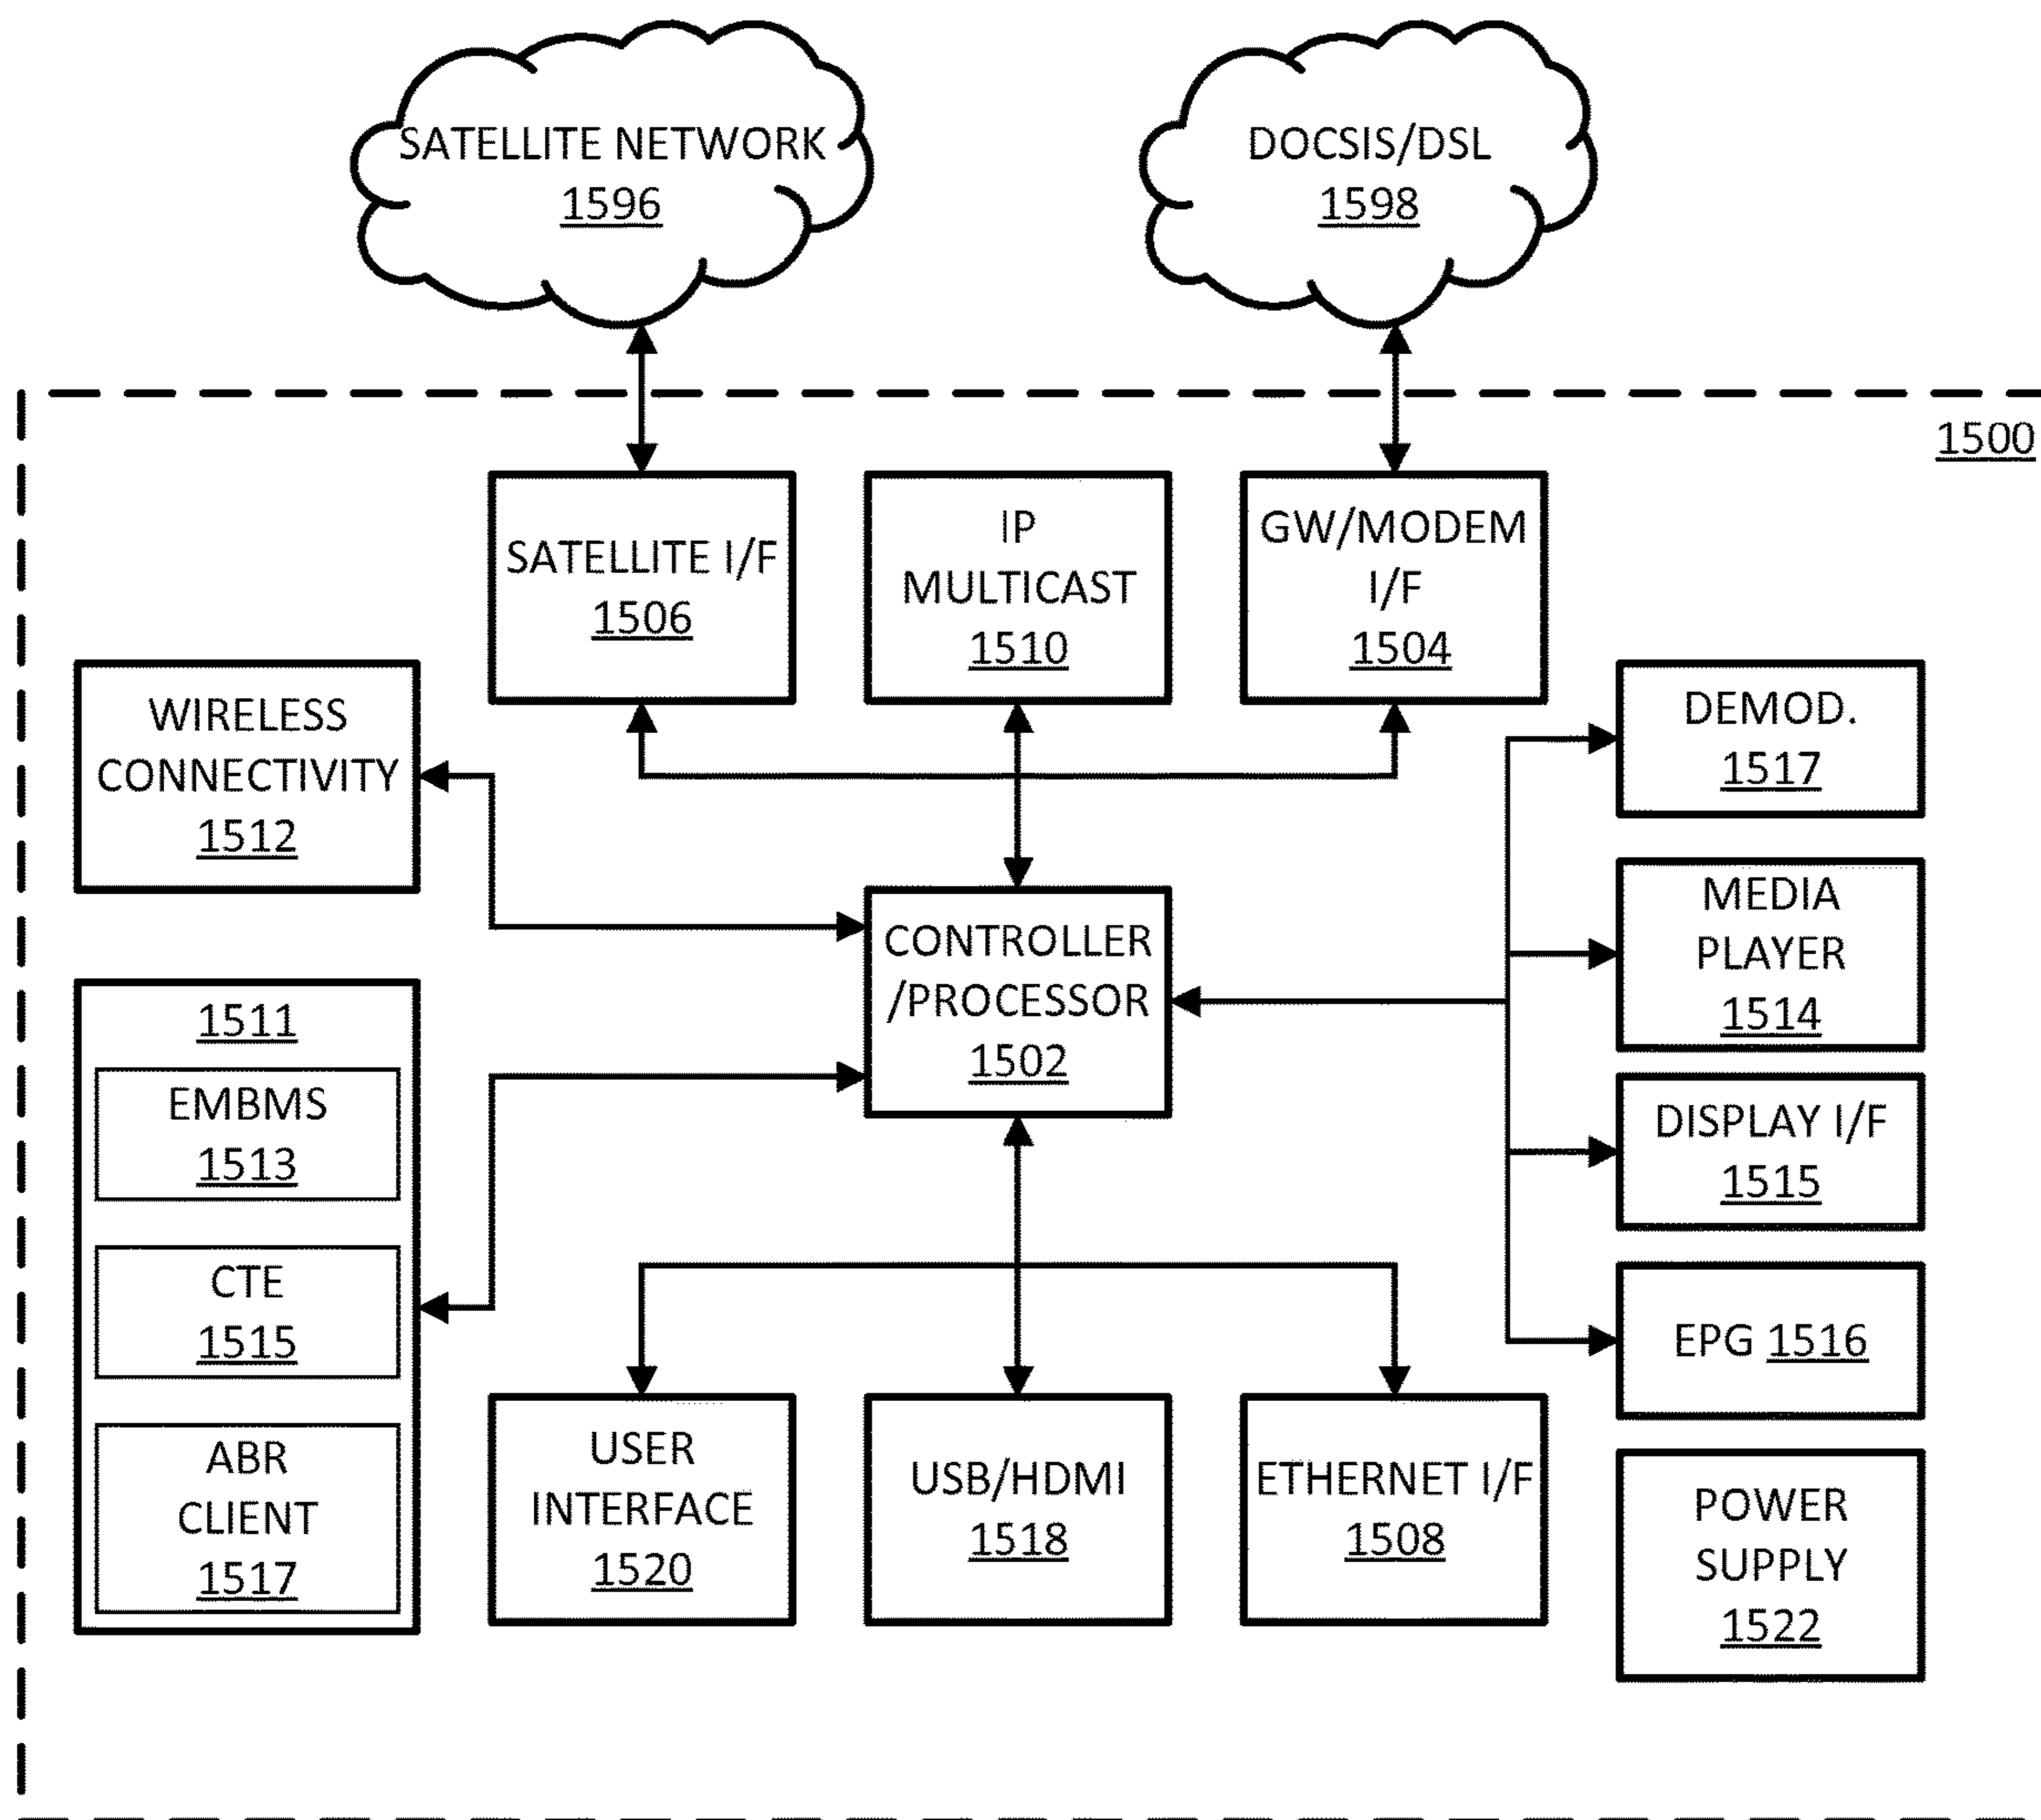 SATELLITE NETWORK
1596
DOCSIS/DSL
1598
1500
SATELLITE I/F
1506
IP
MULTICAST
1510
GW/MODEM
I/F
1504
WIRELESS
CONNECTIVITY
1512
DEMOD.
1517
MEDIA
PLAYER
1514
CONTROLLER
/PROCESSOR
1502
1511
EMBMS
1513
CTE
1515
ABR
CLIENT
1517
DISPLAY I/F
1515
EPG 1516
USER
INTERFACE
1520
USB/HDMI
1518
ETHERNET I/F
1508
POWER
SUPPLY
1522